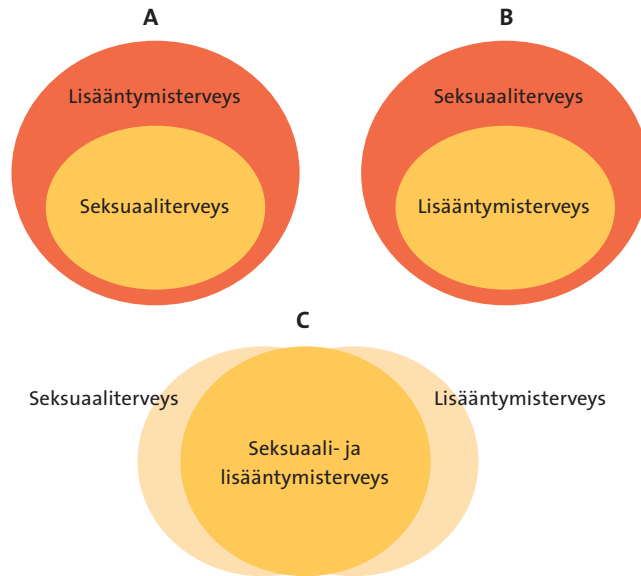 A
B
Lisääntymisterveys
Seksuaaliterveys
Seksuaaliterveys
Lisääntymisterveys
C
Seksuaaliterveys
Lisääntymisterveys
Seksuaali- ja
lisääntymisterveys